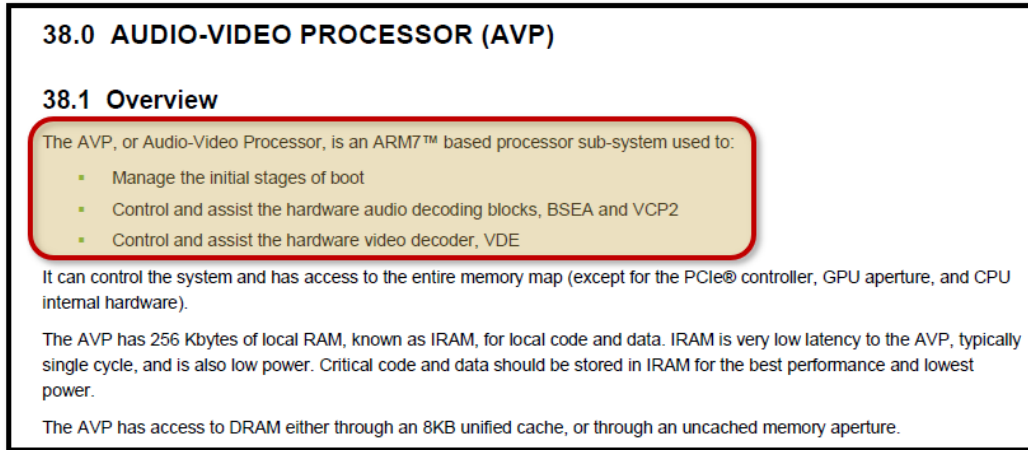 38.0 AUDIO-VIDEO PROCESSOR (AVP)
38.1 Overview
The AVP, or Audio-Video Processor, is an ARM7™ based processor sub-system used to:
▪ Manage the initial stages of boot
▪ Control and assist the hardware audio decoding blocks, BSEA and VCP2
▪ Control and assist the hardware video decoder, VDE
It can control the system and has access to the entire memory map (except for the PCIe® controller, GPU aperture, and CPU
internal hardware).
The AVP has 256 Kbytes of local RAM, known as IRAM, for local code and data. IRAM is very low latency to the AVP, typically
single cycle, and is also low power. Critical code and data should be stored in IRAM for the best performance and lowest
power.
The AVP has access to DRAM either through an 8KB unified cache, or through an uncached memory aperture.